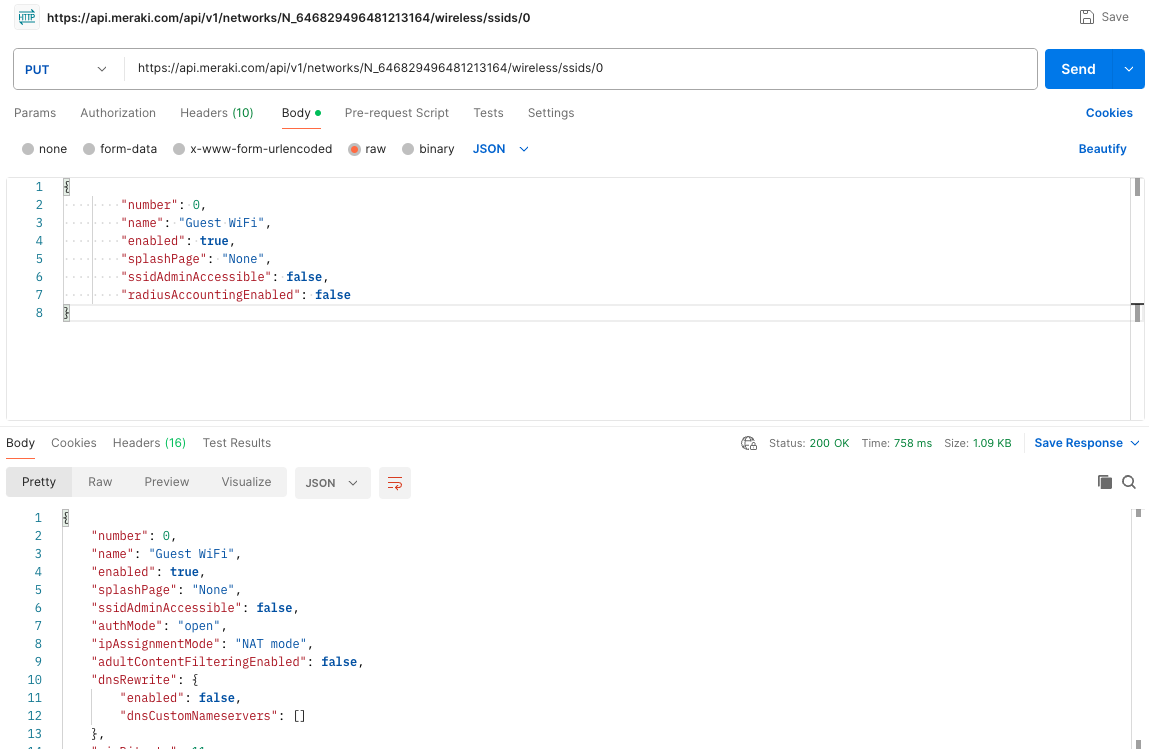 HTTP https://api.meraki.com/api/v1/networks/N_646829496481213164/wireless/ssids/0 Save
PUT https://api.meraki.com/api/v1/networks/N_646829496481213164/wireless/ssids/0 Send
Params Authorization Headers (10) Body Pre-request Script Tests Settings Cookies
none form-data x-www-form-urlencoded raw binary JSON Beautify
1 {
2 "number": 0,
3 "name": "Guest WiFi",
4 "enabled": true,
5 "splashPage": "None",
6 "ssidAdminAccessible": false,
7 "radiusAccountingEnabled": false
8 }
Body Cookies Headers (16) Test Results Status: 200 OK Time: 758 ms Size: 1.09 KB Save Response
Pretty Raw Preview Visualize JSON
1 {
2 "number": 0,
3 "name": "Guest WiFi",
4 "enabled": true,
5 "splashPage": "None",
6 "ssidAdminAccessible": false,
7 "authMode": "open",
8 "ipAssignmentMode": "NAT mode",
9 "adultContentFilteringEnabled": false,
10 "dnsRewrite": {
11 "enabled": false,
12 "dnsCustomNameservers": []
13 },